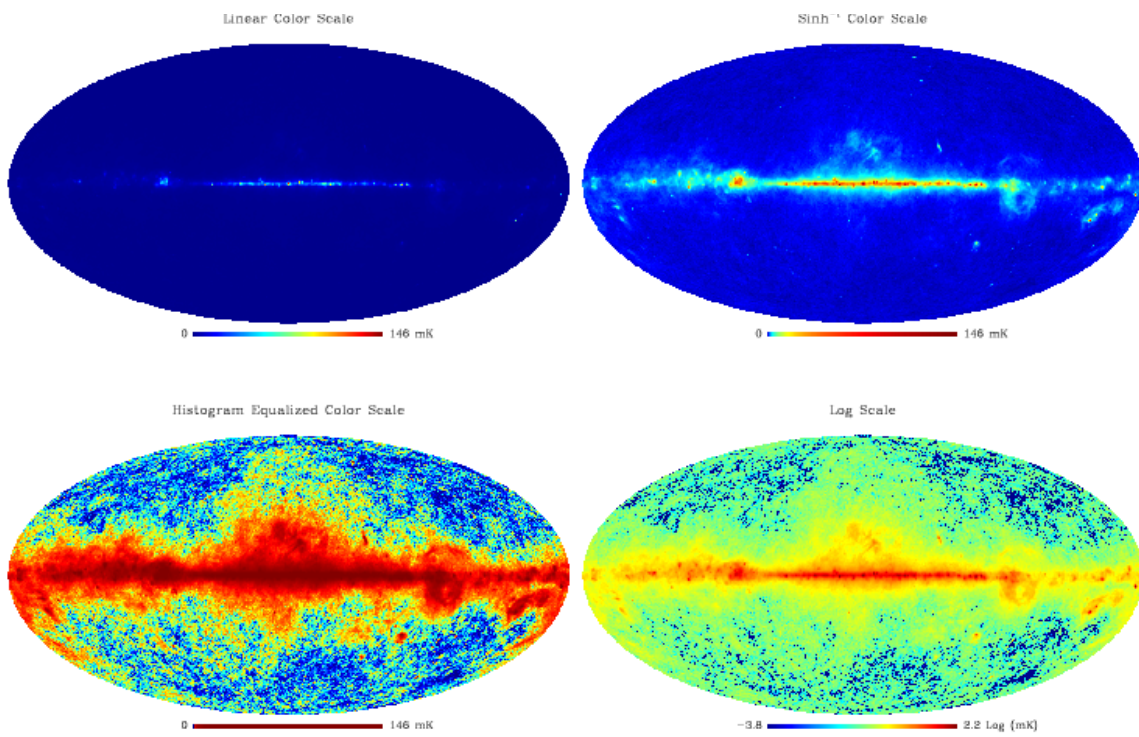 Linear Color Scale
Sinh⁻¹ Color Scale
0 146 mK
0 146 mK
Histogram Equalized Color Scale
Log Scale
0 146 mK
−3.8 2.2 Log (mK)